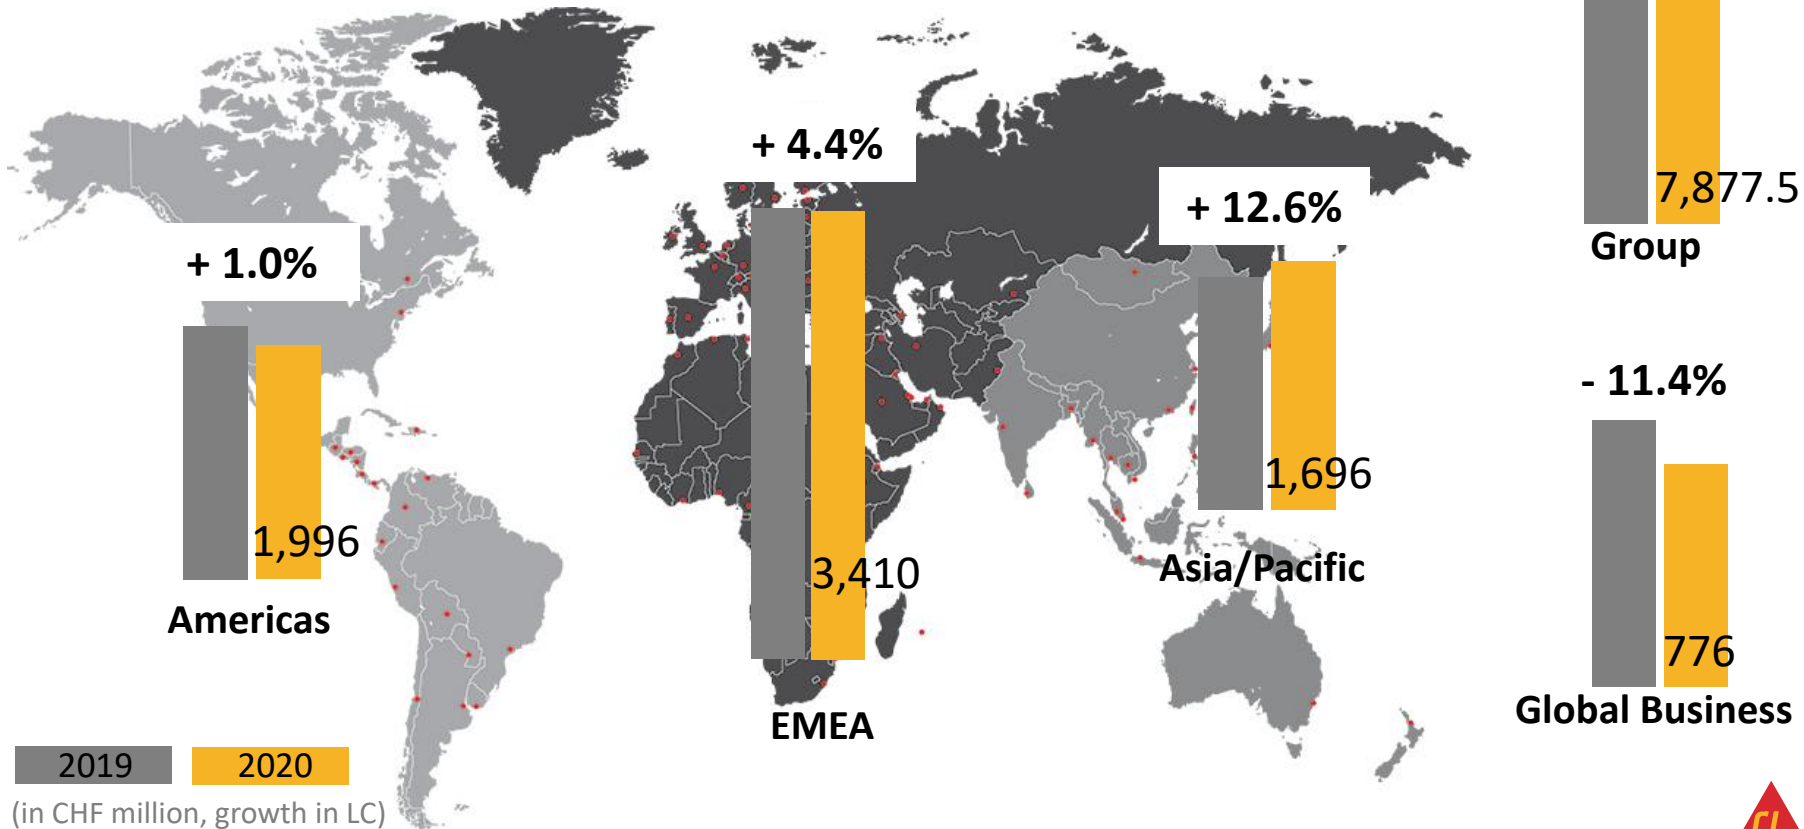 + 4.4%
+ 12.6%
7,877.5
Group
+ 1.0%
- 11.4%
1,696
1,996
3,410
Asia/Pacific
Americas
776
EMEA
Global Business
2019 2020
(in CHF million, growth in LC)